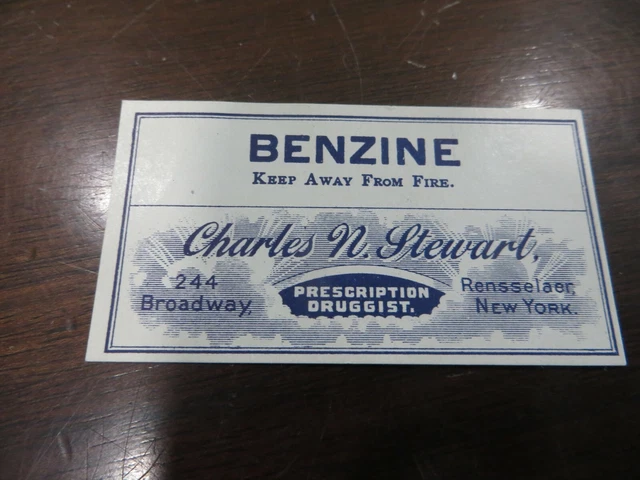 BENZINE
KEEP AWAY FROM FIRE.
Charles N. Stewart,
244
Broadway,
PRESCRIPTION
DRUGGIST.
Rensselaer,
NEW YORK.